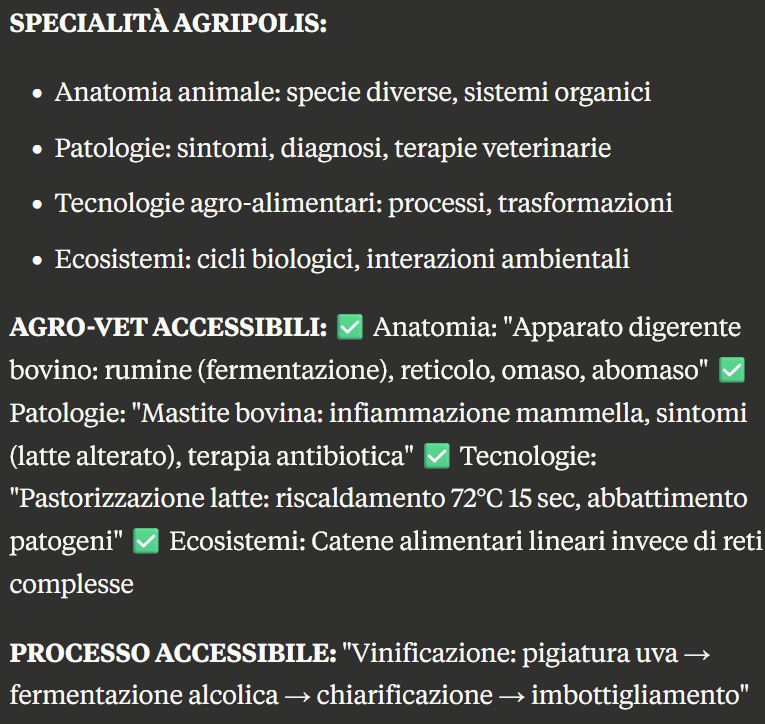 SPECIALITÀ AGRIPOLIS:
• Anatomia animale: specie diverse, sistemi organici
• Patologie: sintomi, diagnosi, terapie veterinarie
• Tecnologie agro-alimentari: processi, trasformazioni
• Ecosistemi: cicli biologici, interazioni ambientali
AGRO-VET ACCESSIBILI: ✅ Anatomia: "Apparato digerente
bovino: rumine (fermentazione), reticolo, omaso, abomaso" ✅
Patologie: "Mastite bovina: infiammazione mammella, sintomi
(latte alterato), terapia antibiotica" ✅ Tecnologie:
"Pastorizzazione latte: riscaldamento 72°C 15 sec, abbattimento
patogeni" ✅ Ecosistemi: Catene alimentari lineari invece di reti
complesse
PROCESSO ACCESSIBILE: "Vinificazione: pigiatura uva →
fermentazione alcolica → chiarificazione → imbottigliamento"